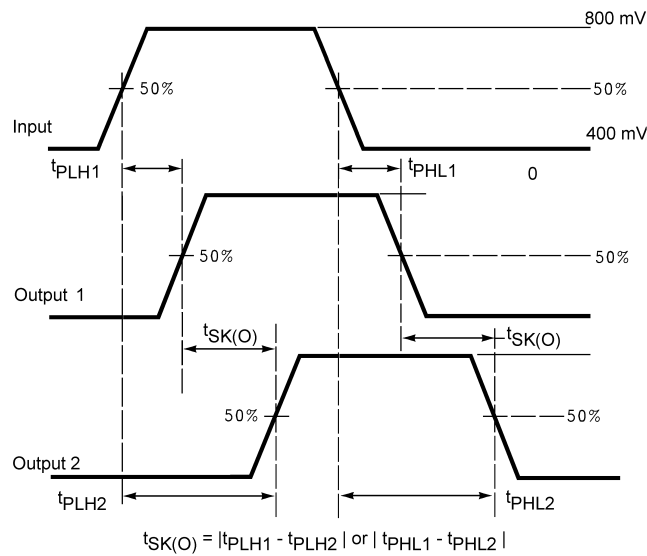 800 mV
50%
50%
Input
400 mV
tPLH1
tPHL1
0
50%
50%
Output 1
tSK(O)
tSK(O)
50%
50%
Output 2
tPLH2
tPHL2
tSK(O) = |tPLH1 - tPLH2| or | tPHL1 - tPHL2 |